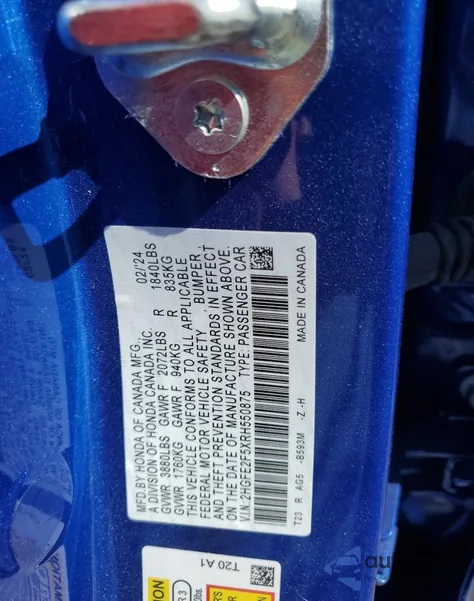 MFD.BY HONDA OF CANADA MFG. 02/'24
A DIVISION OF HONDA CANADA INC.
GVWR 3880LBS GAWR F 2072LBS R 1840LBS
GVWR 1760KG GAWR F 940KG R 835KG
THIS VEHICLE CONFORMS TO ALL APPLICABLE
FEDERAL MOTOR VEHICLE SAFETY BUMPER,
AND THEFT PREVENTION STANDARDS, IN EFFECT
ON THE DATE OF MANUFACTURE SHOWN ABOVE.
V.I.N.:2HGFE2F5XRH550875 TYPE: PASSENGER CAR
T23 R AG5 -B593M -Z -H MADE IN CANADA
T20 A1